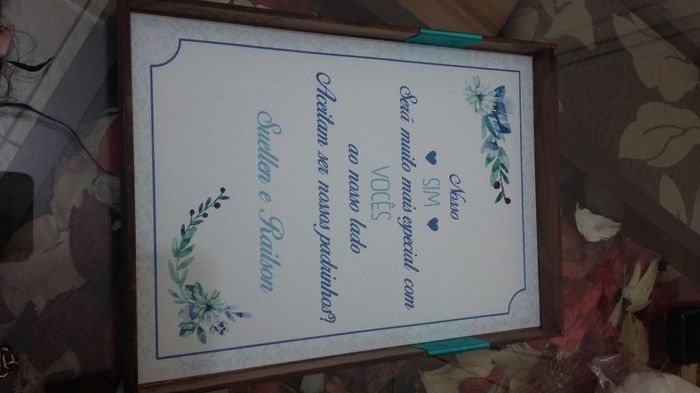 Nosso
SIM
Será muito mais especial com
VOCÊS
ao nosso lado
Aceitam ser nossos padrinhos?
Suellen e Railson